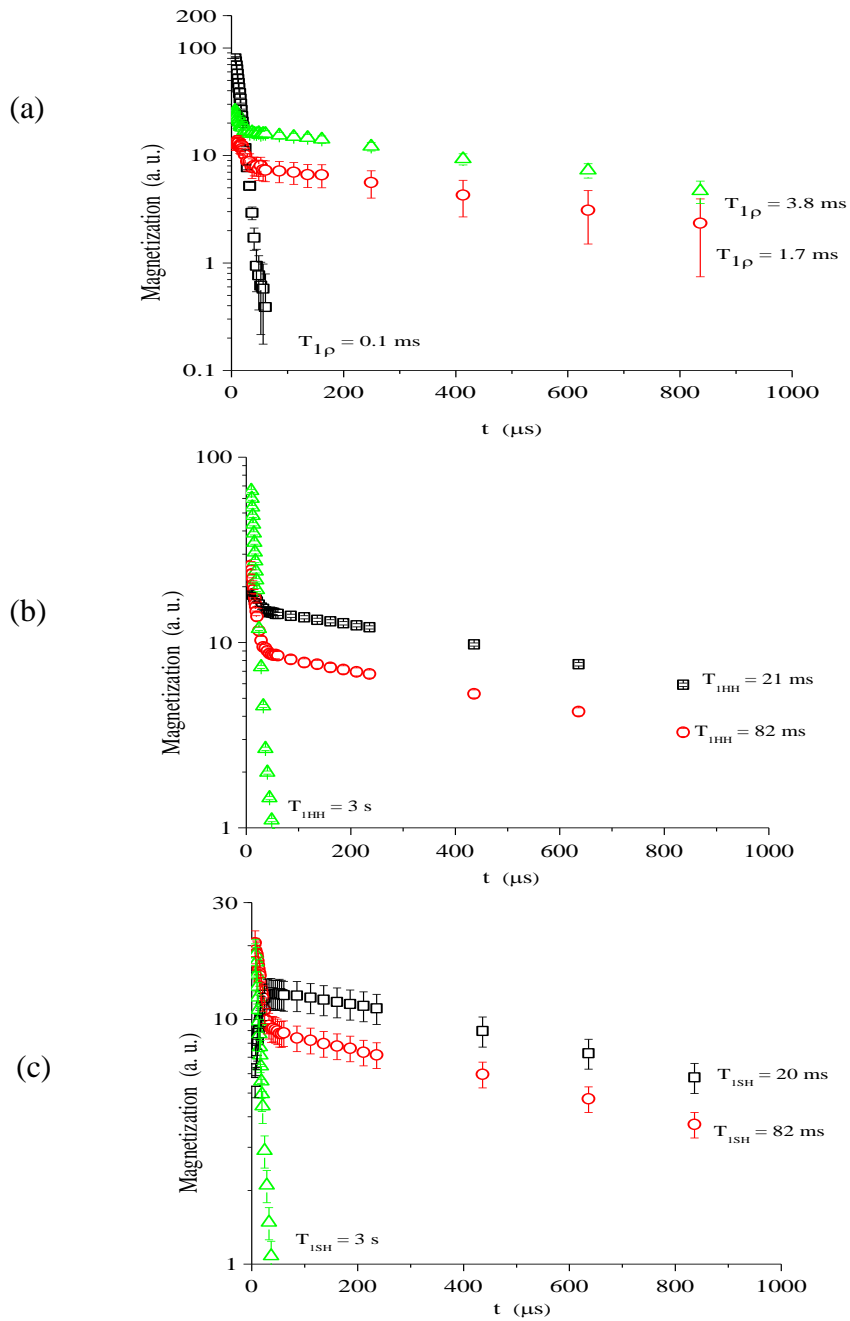 (a)
Magnetization (a. u.)
200
100
10
1
0.1
T1ρ = 3.8 ms
T1ρ = 1.7 ms
T1ρ = 0.1 ms
0 200 400 600 800 1000
t (μs)
(b)
Magnetization (a. u.)
100
10
1
T1HH = 21 ms
T1HH = 82 ms
T1HH = 3 s
0 200 400 600 800 1000
t (μs)
(c)
Magnetization (a. u.)
30
10
1
T1SH = 20 ms
T1SH = 82 ms
T1SH = 3 s
0 200 400 600 800 1000
t (μs)